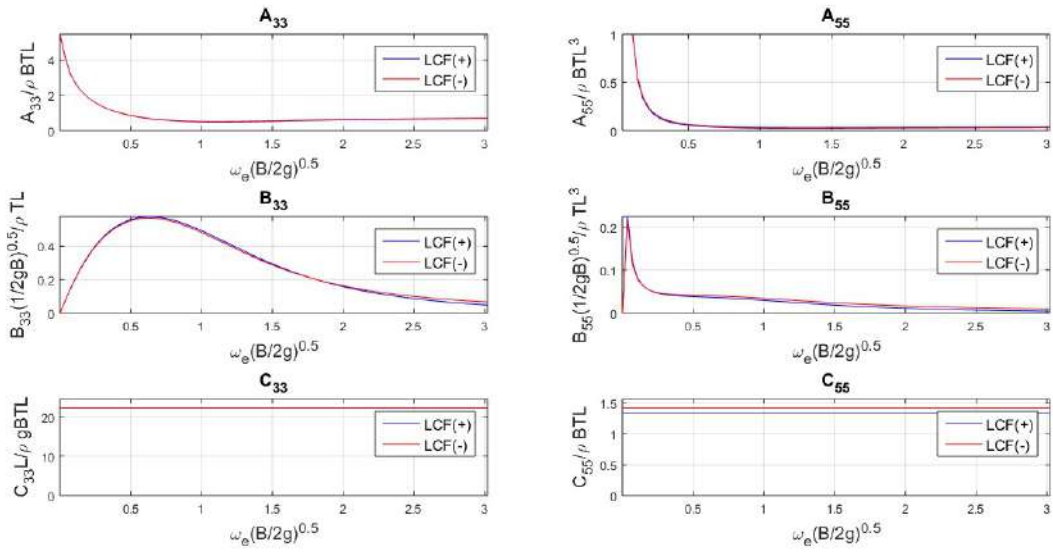 A₃₃
A₃₃/ρ BTL
4
2
0
0.5 1 1.5 2 2.5 3
ωₑ(B/2g)⁰·⁵
LCF(+)
LCF(-)
A₅₅
A₅₅/ρ BTL³
1
0.5
0
0.5 1 1.5 2 2.5 3
ωₑ(B/2g)⁰·⁵
LCF(+)
LCF(-)
B₃₃
B₃₃(1/2gB)⁰·⁵/ρ TL
0.4
0.2
0
0.5 1 1.5 2 2.5 3
ωₑ(B/2g)⁰·⁵
LCF(+)
LCF(-)
B₅₅
B₅₅(1/2gB)⁰·⁵/ρ TL³
0.2
0.1
0
0.5 1 1.5 2 2.5 3
ωₑ(B/2g)⁰·⁵
LCF(+)
LCF(-)
C₃₃
C₃₃L/ρ gBTL
20
10
0
0.5 1 1.5 2 2.5 3
ωₑ(B/2g)⁰·⁵
LCF(+)
LCF(-)
C₅₅
C₅₅/ρ BTL
1.5
1
0.5
0
0.5 1 1.5 2 2.5 3
ωₑ(B/2g)⁰·⁵
LCF(+)
LCF(-)